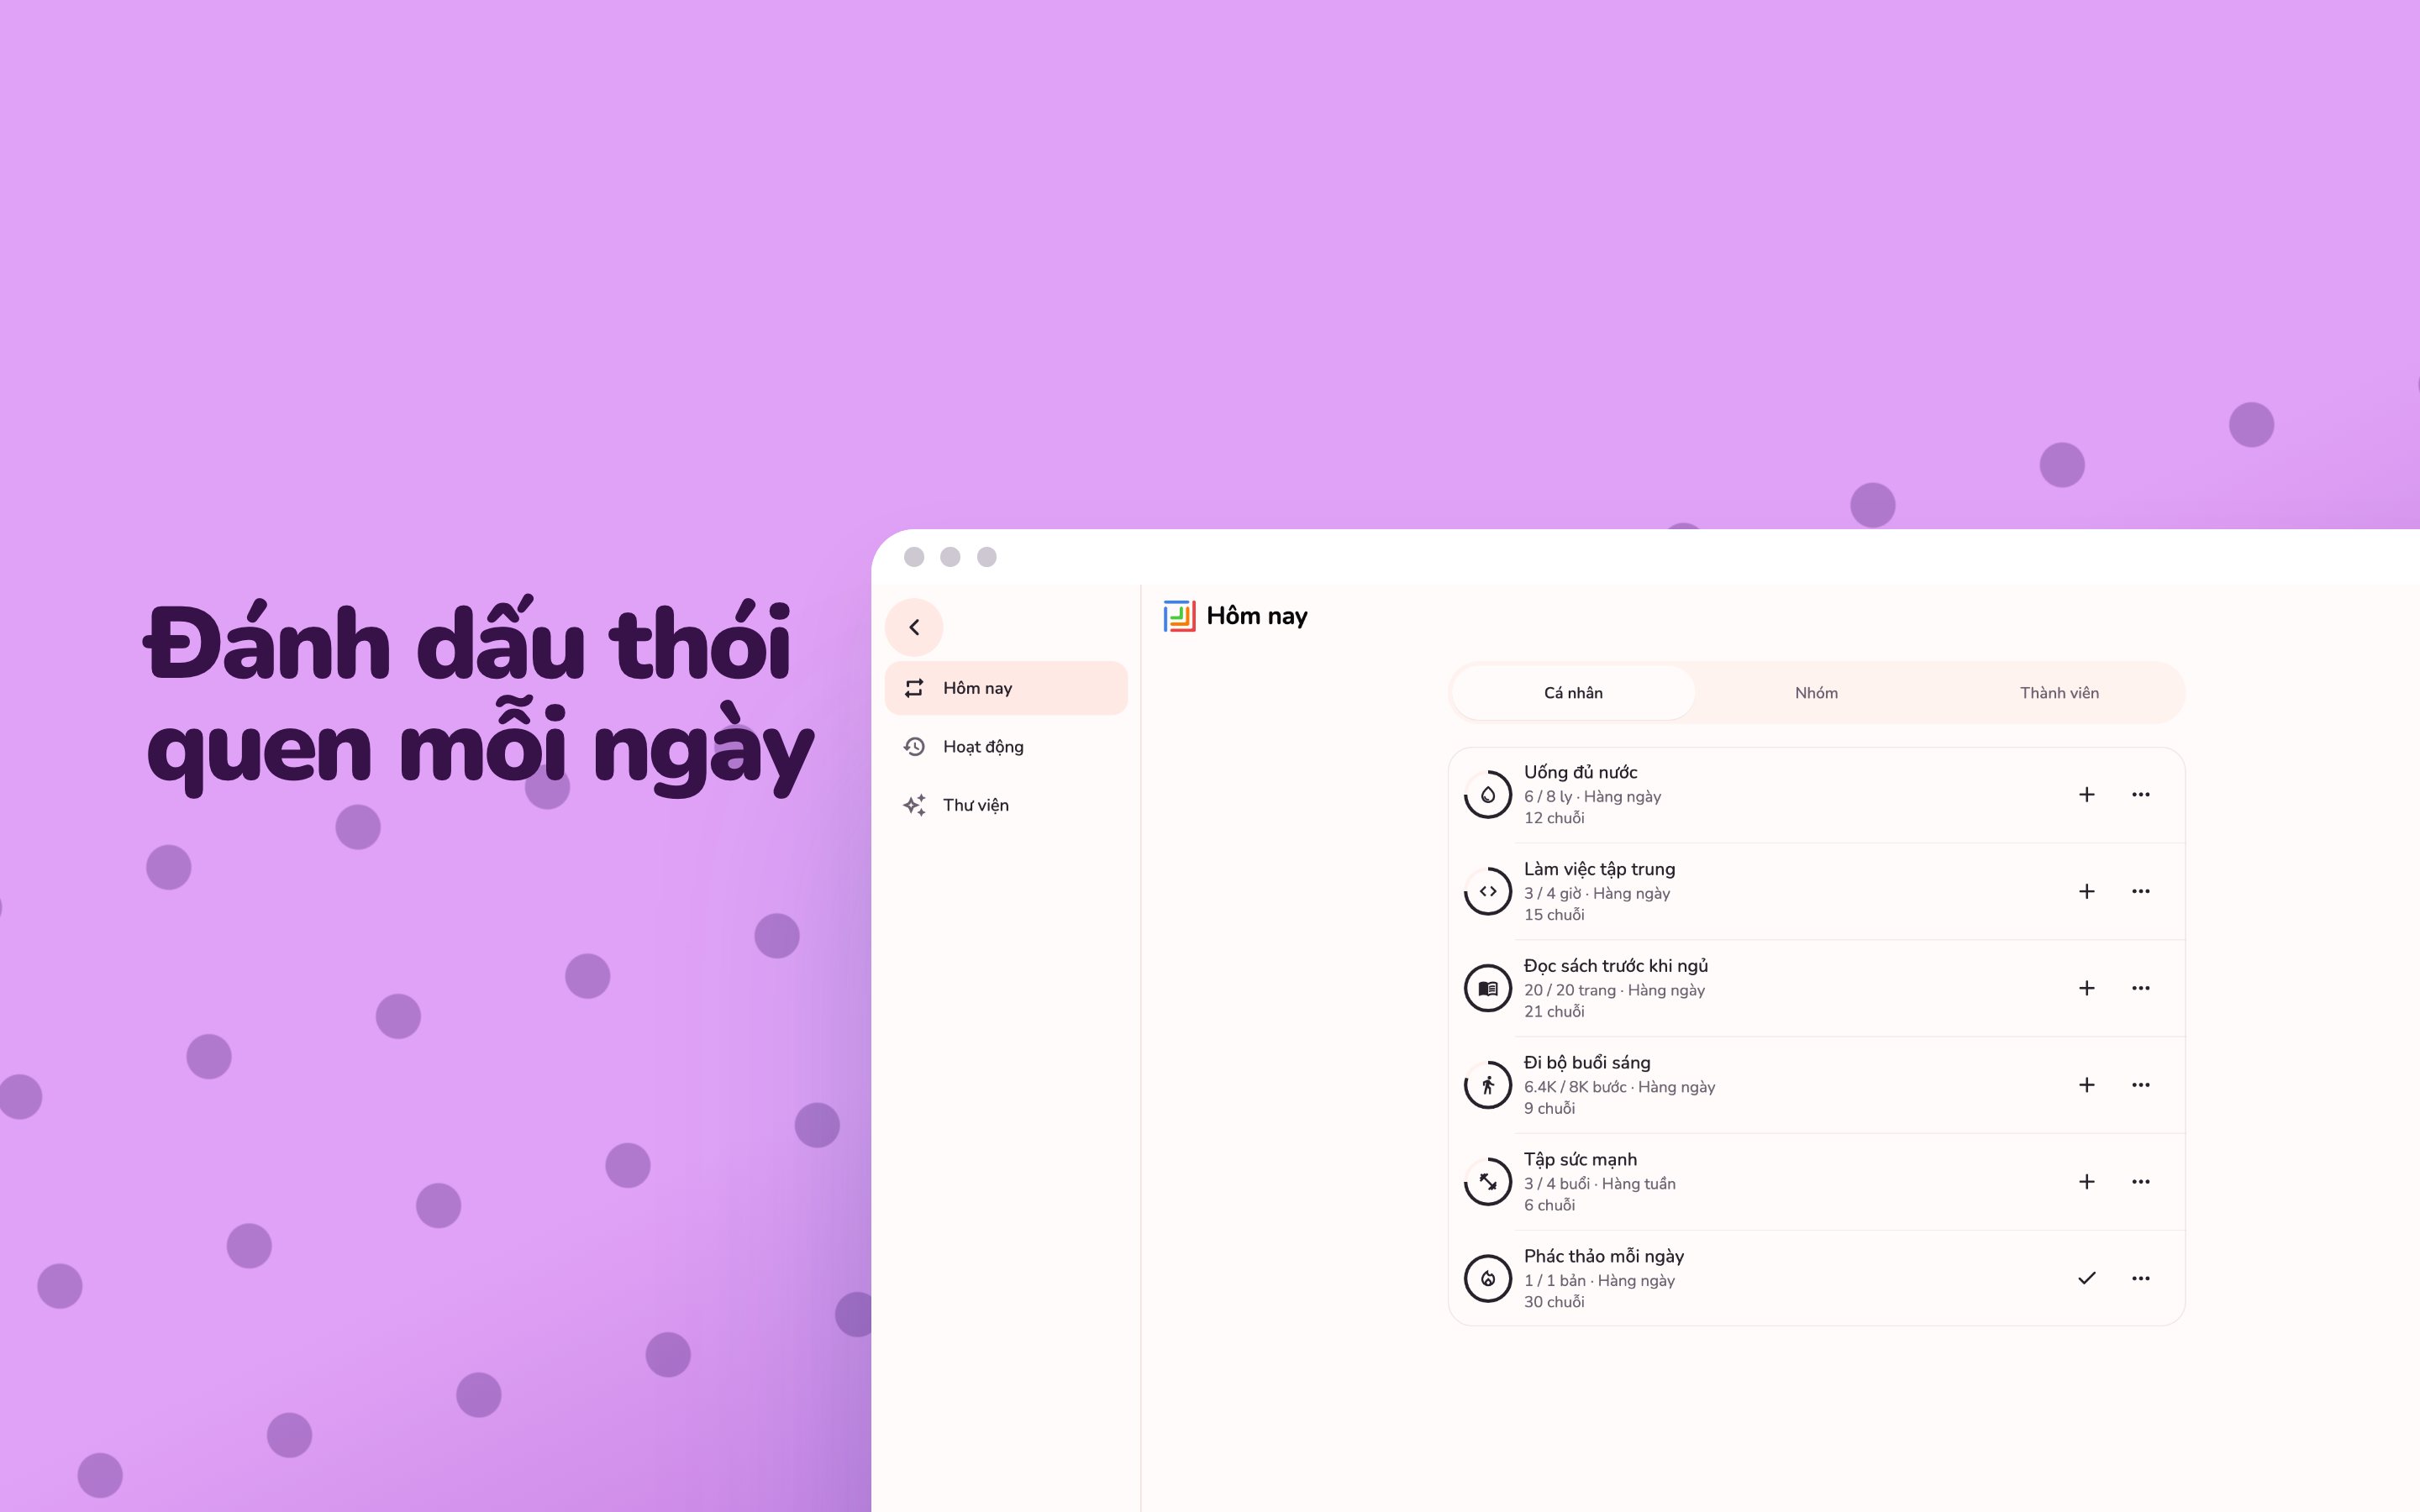 Đánh dấu thói
quen mỗi ngày
Hôm nay
Hôm nay
Hoạt động
Thư viện
Cá nhân
Nhóm
Thành viên
Uống đủ nước
6 / 8 ly · Hàng ngày
12 chuỗi
Làm việc tập trung
3 / 4 giờ · Hàng ngày
15 chuỗi
Đọc sách trước khi ngủ
20 / 20 trang · Hàng ngày
21 chuỗi
Đi bộ buổi sáng
6.4K / 8K bước · Hàng ngày
9 chuỗi
Tập sức mạnh
3 / 4 buổi · Hàng tuần
6 chuỗi
Phác thảo mỗi ngày
1 / 1 bản · Hàng ngày
30 chuỗi